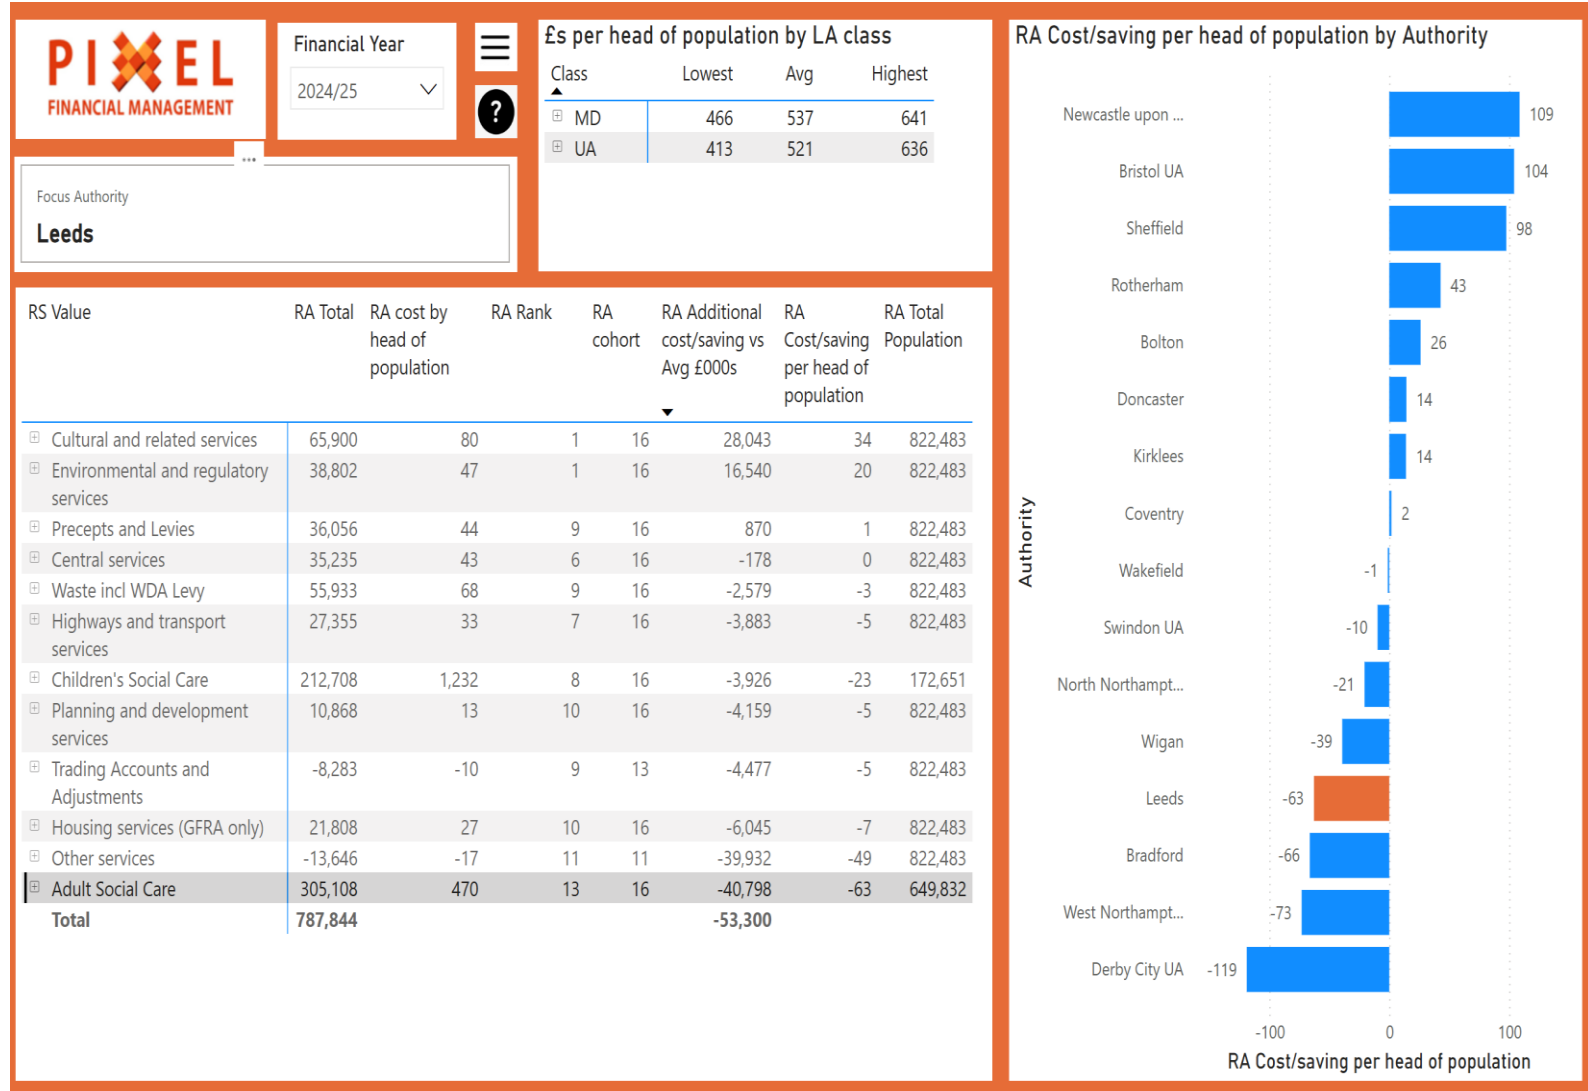 PIXEL
FINANCIAL MANAGEMENT
Financial Year
2024/25
?
...
Focus Authority
Leeds
£s per head of population by LA class
Class Lowest Avg Highest
MD 466 537 641
UA 413 521 636
RS Value RA Total RA cost by head of population RA Rank RA cohort RA Additional cost/saving vs Avg £000s RA Cost/saving per head of population RA Total Population
Cultural and related services 65,900 80 1 16 28,043 34 822,483
Environmental and regulatory services 38,802 47 1 16 16,540 20 822,483
Precepts and Levies 36,056 44 9 16 870 1 822,483
Central services 35,235 43 6 16 -178 0 822,483
Waste incl WDA Levy 55,933 68 9 16 -2,579 -3 822,483
Highways and transport services 27,355 33 7 16 -3,883 -5 822,483
Children's Social Care 212,708 1,232 8 16 -3,926 -23 172,651
Planning and development services 10,868 13 10 16 -4,159 -5 822,483
Trading Accounts and Adjustments -8,283 -10 9 13 -4,477 -5 822,483
Housing services (GFRA only) 21,808 27 10 16 -6,045 -7 822,483
Other services -13,646 -17 11 11 -39,932 -49 822,483
Adult Social Care 305,108 470 13 16 -40,798 -63 649,832
Total 787,844 -53,300
RA Cost/saving per head of population by Authority
Authority
Newcastle upon ... 109
Bristol UA 104
Sheffield 98
Rotherham 43
Bolton 26
Doncaster 14
Kirklees 14
Coventry 2
Wakefield -1
Swindon UA -10
North Northampt... -21
Wigan -39
Leeds -63
Bradford -66
West Northampt... -73
Derby City UA -119
-100 0 100
RA Cost/saving per head of population